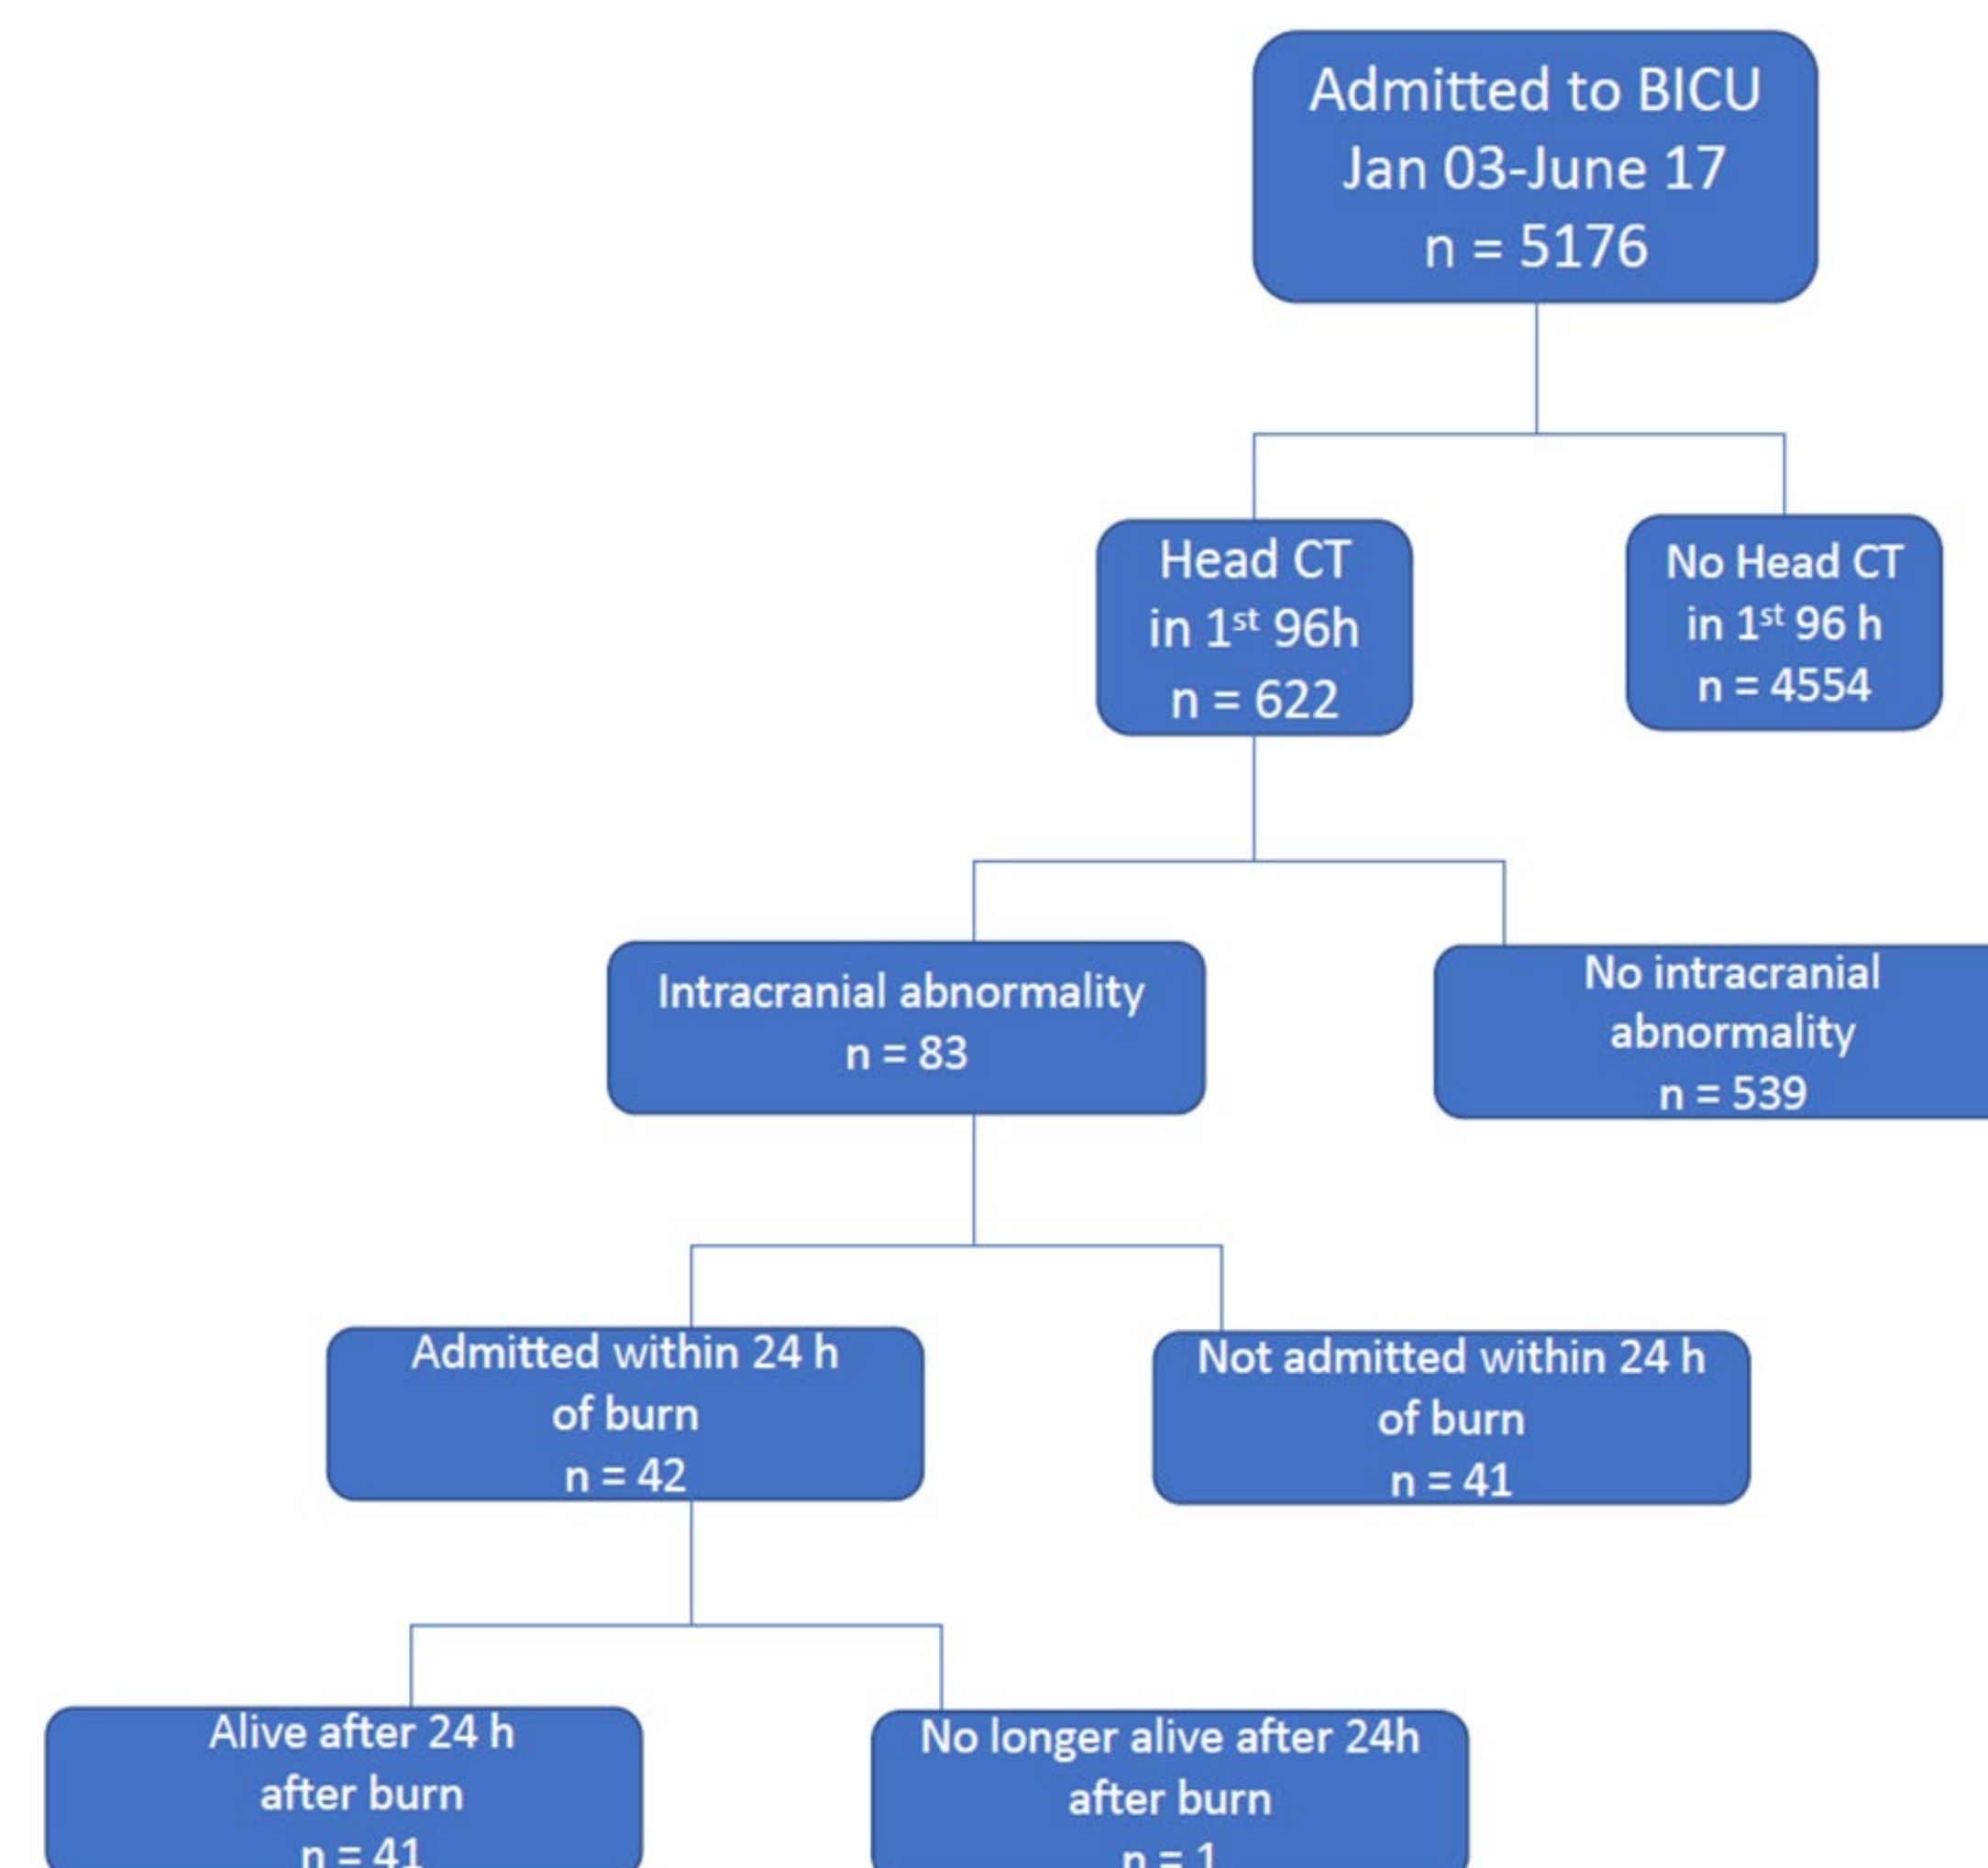 Admitted to BICU
Jan 03-June 17
n = 5176
Head CT
in 1st 96h
n = 622
No Head CT
in 1st 96 h
n = 4554
Intracranial abnormality
n = 83
No intracranial
abnormality
n = 539
Admitted within 24 h
of burn
n = 42
Not admitted within 24 h
of burn
n = 41
Alive after 24 h
after burn
n = 41
No longer alive after 24h
after burn
n = 1